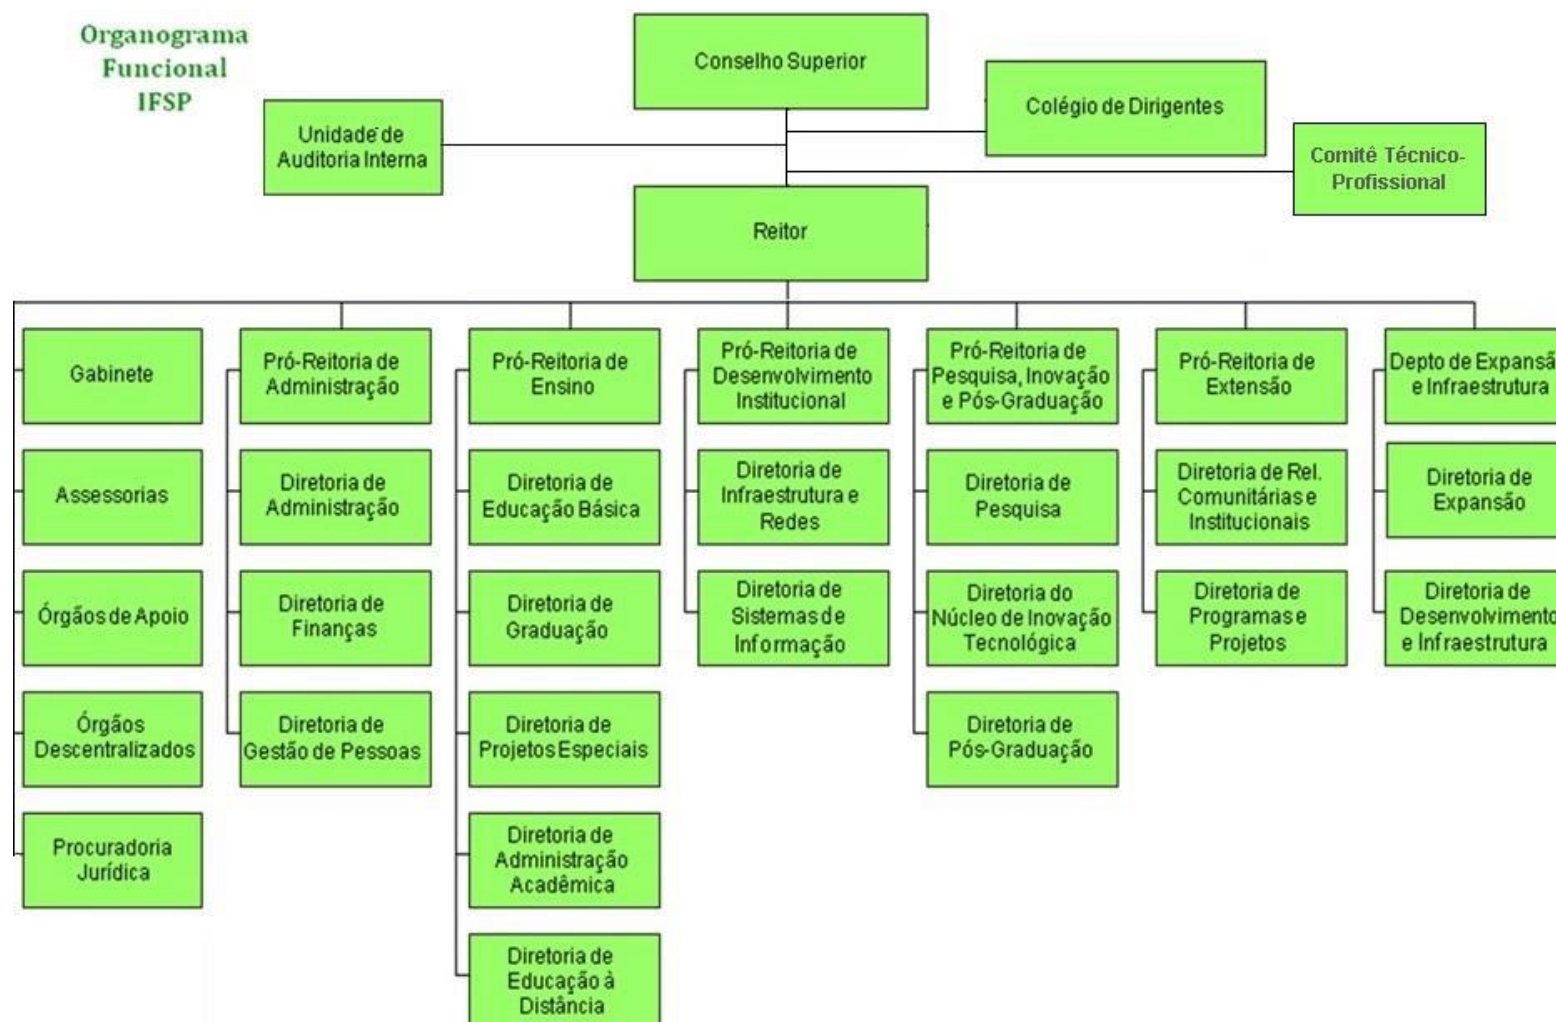 Organograma
Funcional
IFSP
Conselho Superior
Colégio de Dirigentes
Unidade de
Auditoria Interna
Comitê Técnico-
Profissional
Reitor
Gabinete
Assessorias
Órgãos de Apoio
Órgãos
Descentralizados
Procuradoria
Jurídica
Pró-Reitoria de
Administração
Diretoria de
Administração
Diretoria de
Finanças
Diretoria de
Gestão de Pessoas
Pró-Reitoria de
Ensino
Diretoria de
Educação Básica
Diretoria de
Graduação
Diretoria de
Projetos Especiais
Diretoria de
Administração
Acadêmica
Diretoria de
Educação à
Distância
Pró-Reitoria de
Desenvolvimento
Institucional
Diretoria de
Infraestrutura e
Redes
Diretoria de
Sistemas de
Informação
Pró-Reitoria de
Pesquisa, Inovação
e Pós-Graduação
Diretoria de
Pesquisa
Diretoria do
Núcleo de Inovação
Tecnológica
Diretoria de
Pós-Graduação
Pró-Reitoria de
Extensão
Diretoria de Rel.
Comunitárias e
Institucionais
Diretoria de
Programas e
Projetos
Depto de Expansã
e Infraestrutura
Diretoria de
Expansão
Diretoria de
Desenvolvimento
e Infraestrutura